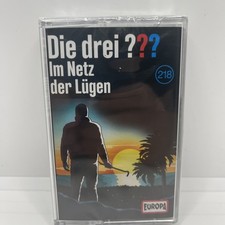 Die drei ???
Im Netz
der Lügen
218
EUROPA